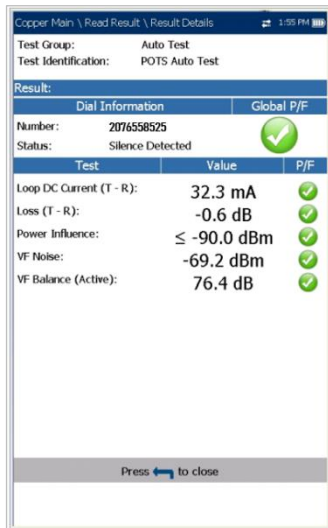 Copper Main \ Read Result \ Result Details 1:55 PM
Test Group: Auto Test
Test Identification: POTS Auto Test
Result:
Dial Information Global P/F
Number: 2076558525
Status: Silence Detected
Test Value P/F
Loop DC Current (T - R): 32.3 mA
Loss (T - R): -0.6 dB
Power Influence: ≤ -90.0 dBm
VF Noise: -69.2 dBm
VF Balance (Active): 76.4 dB
Press to close